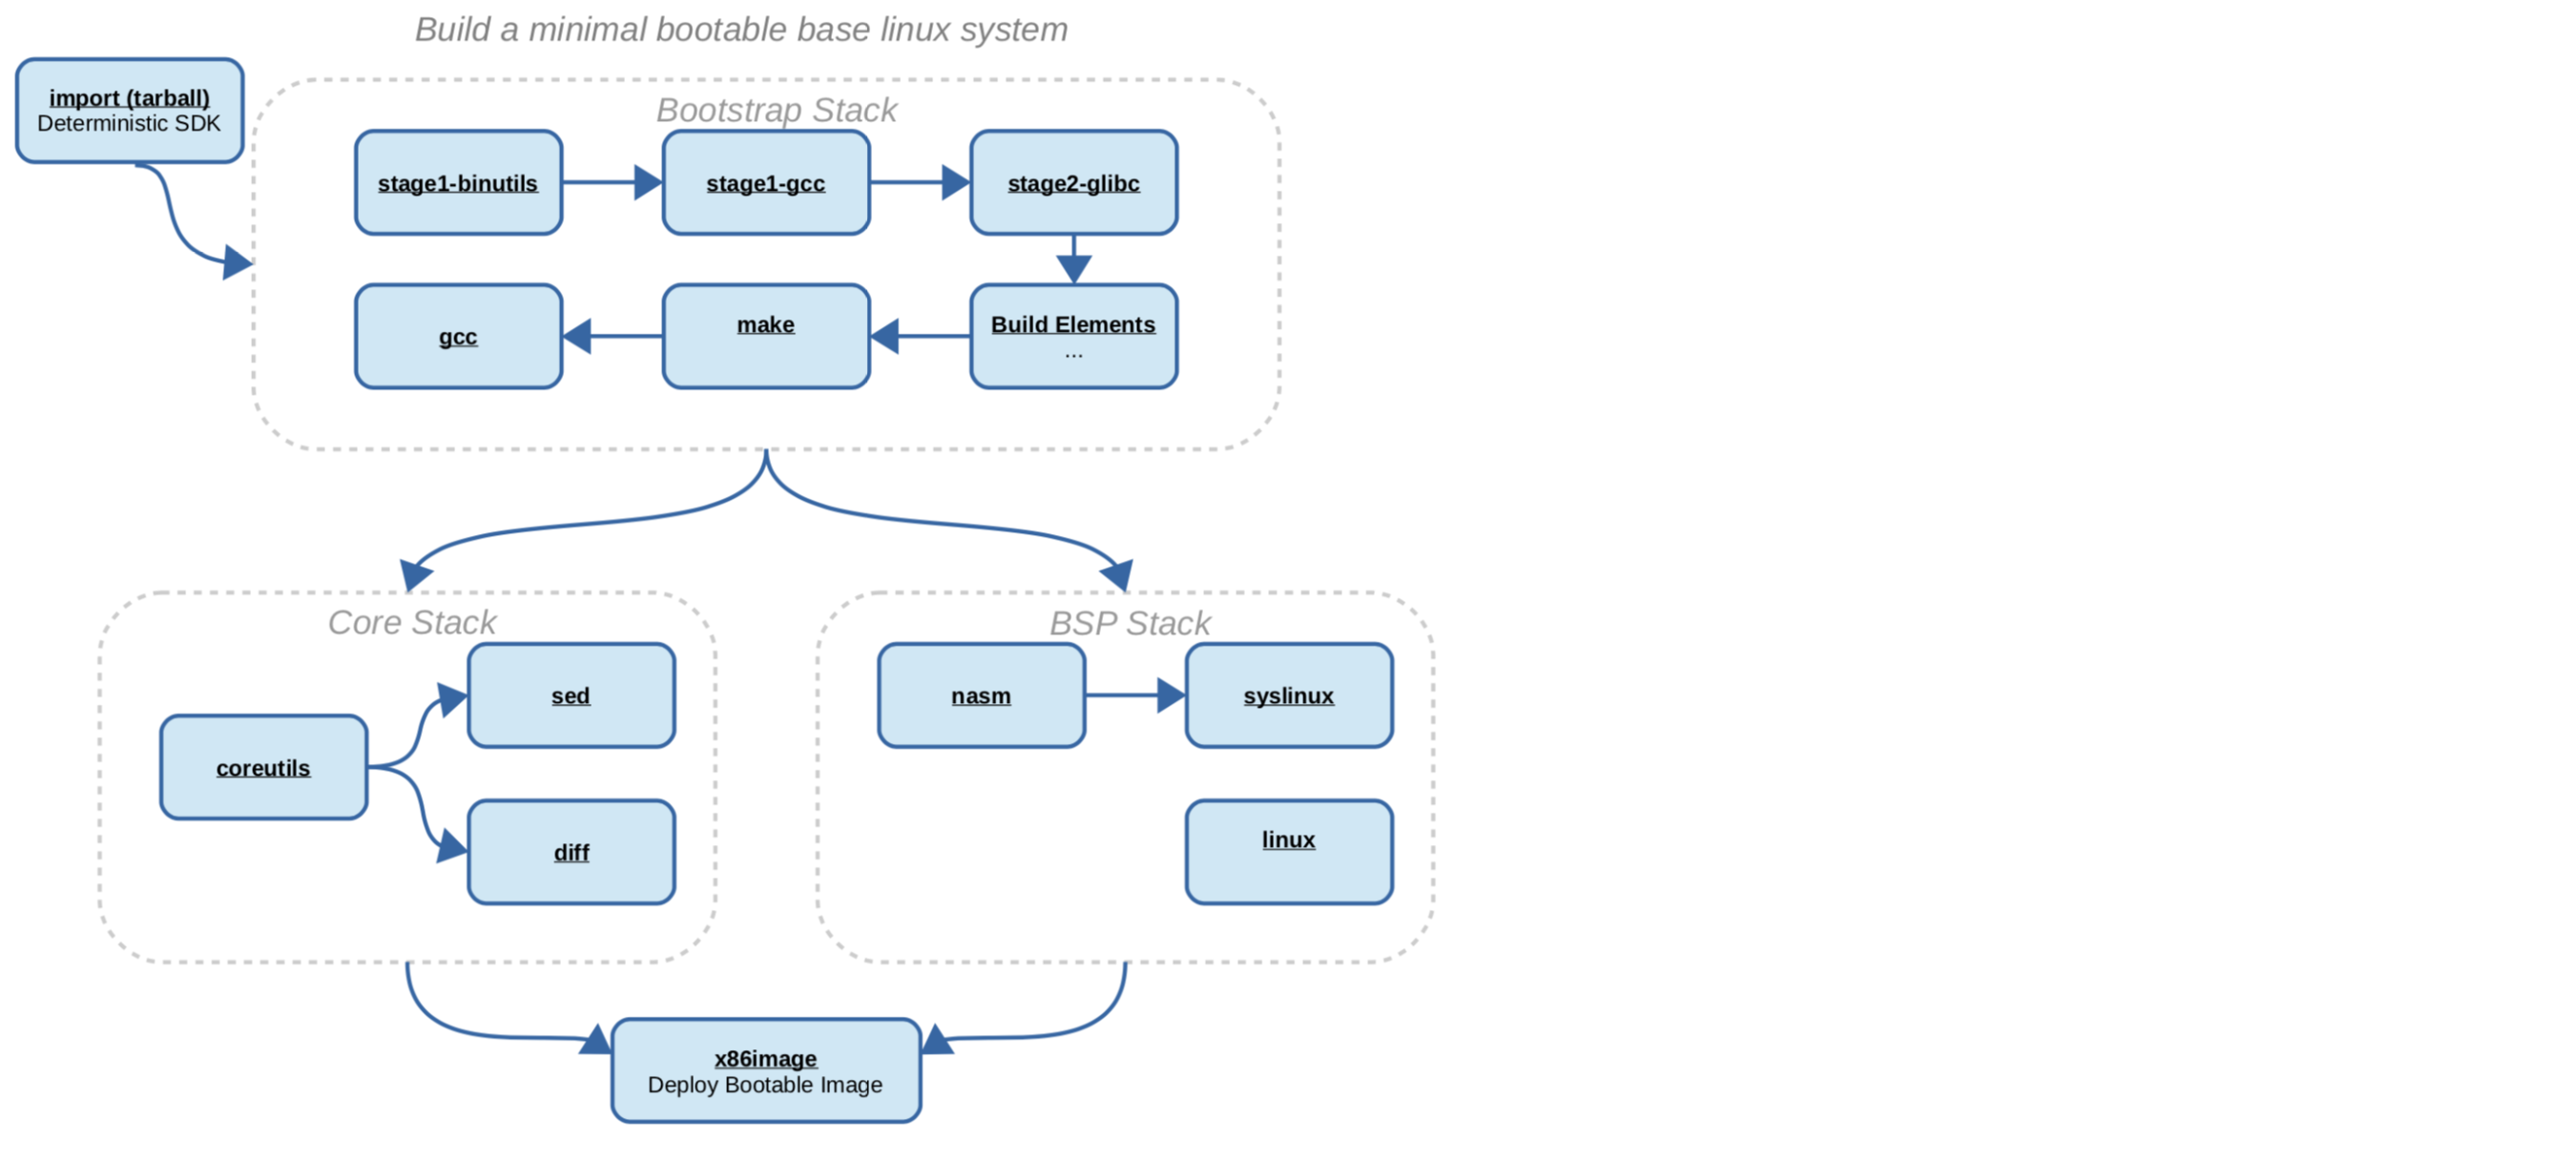 Build a minimal bootable base linux system
import (tarball)
Deterministic SDK
Bootstrap Stack
stage1-binutils
stage1-gcc
stage2-glibc
gcc
make
Build Elements
...
Core Stack
sed
coreutils
diff
BSP Stack
nasm
syslinux
linux
x86image
Deploy Bootable Image